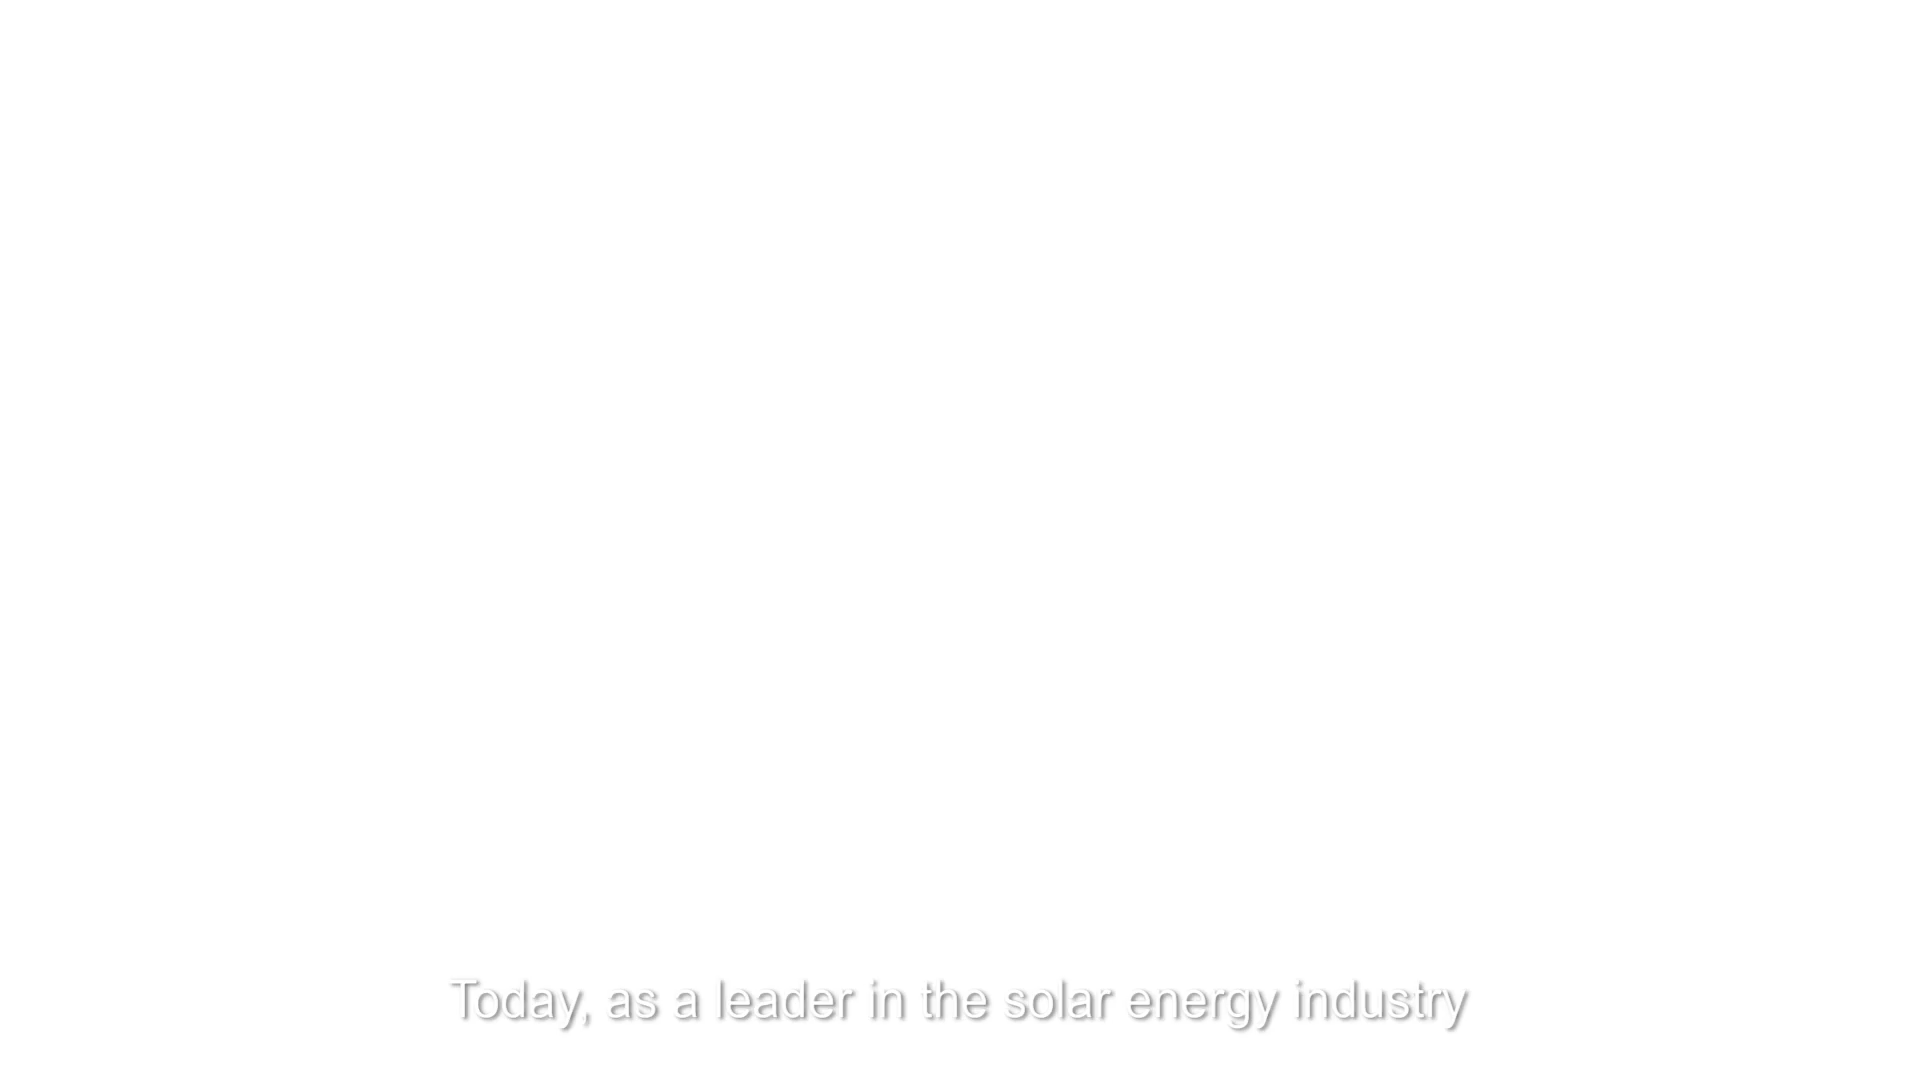 Today, as a leader in the solar energy industry